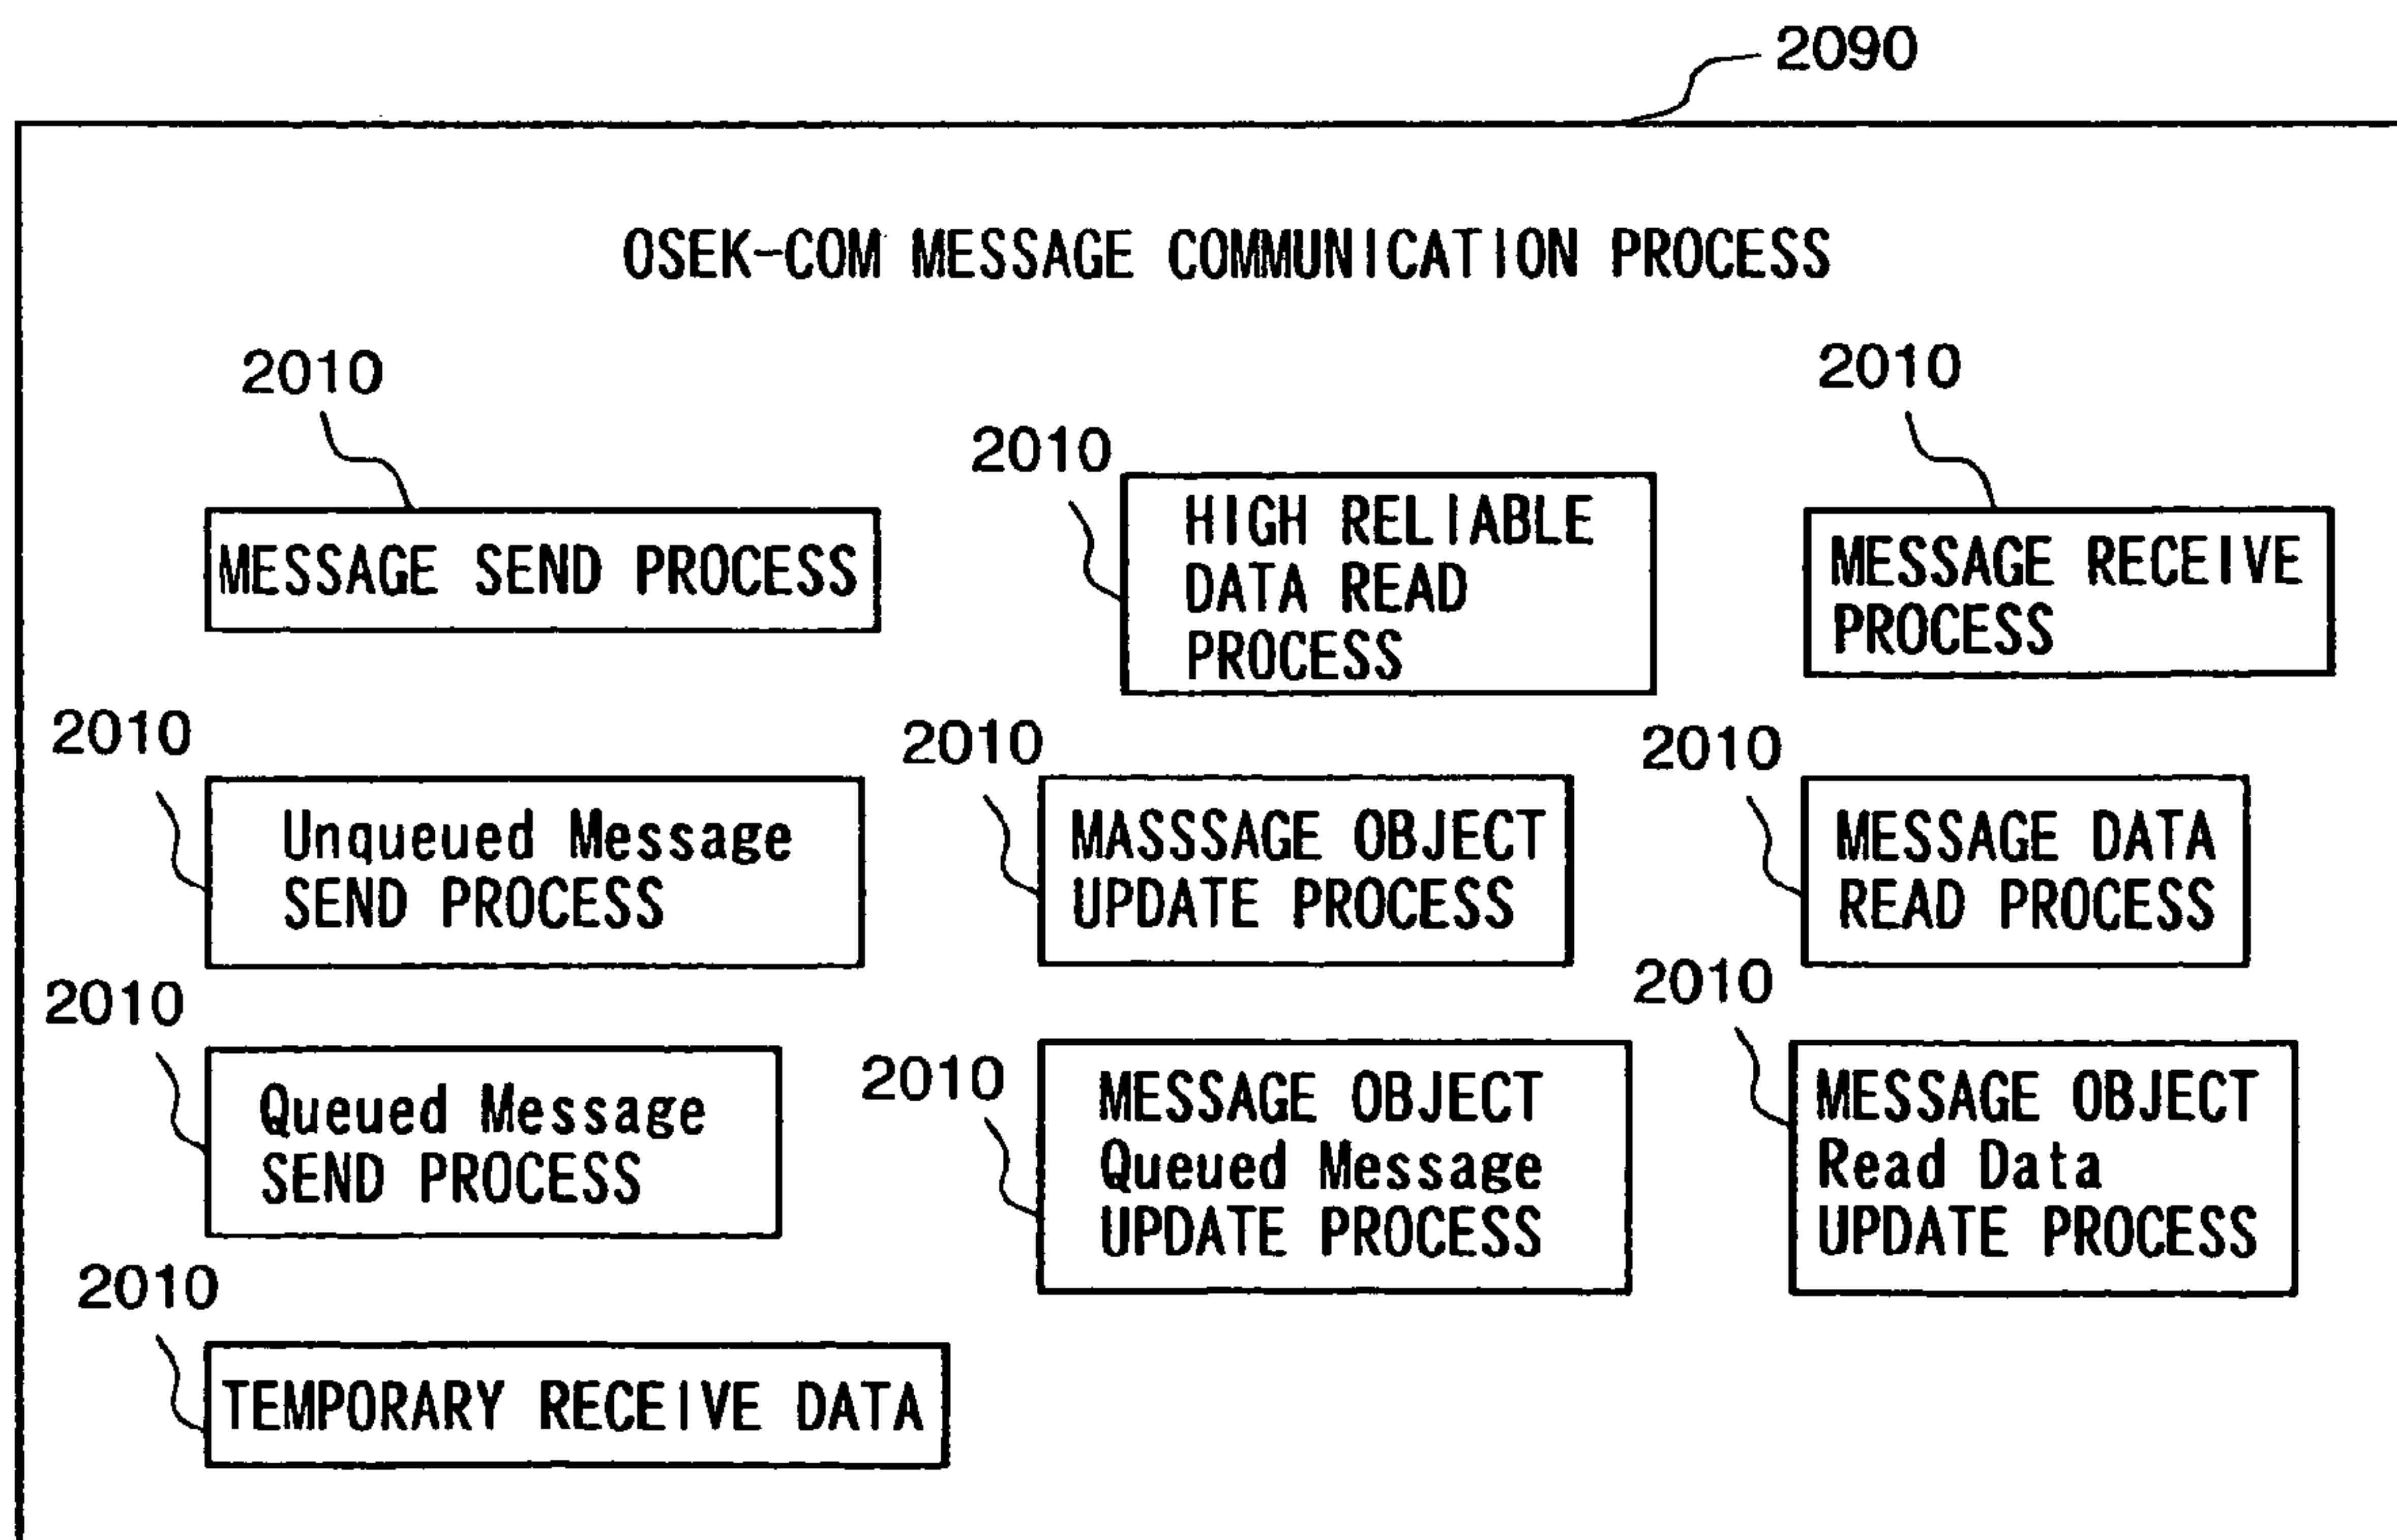 2090
OSEK-COM MESSAGE COMMUNICATION PROCESS
2010
MESSAGE SEND PROCESS
2010
HIGH RELIABLE
DATA READ
PROCESS
2010
MESSAGE RECEIVE
PROCESS
2010
Unqueued Message
SEND PROCESS
2010
MASSSAGE OBJECT
UPDATE PROCESS
2010
MESSAGE DATA
READ PROCESS
2010
Queued Message
SEND PROCESS
2010
MESSAGE OBJECT
Queued Message
UPDATE PROCESS
2010
MESSAGE OBJECT
Read Data
UPDATE PROCESS
2010
TEMPORARY RECEIVE DATA